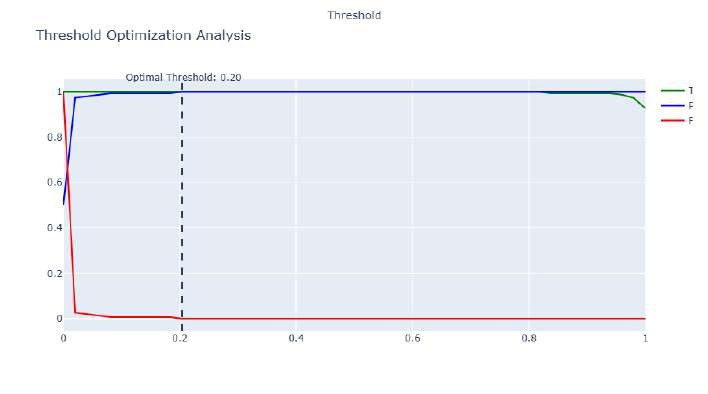 Threshold
Threshold Optimization Analysis
Optimal Threshold: 0.20
1
0.8
0.6
0.4
0.2
0
0
0.2
0.4
0.6
0.8
1
T
P
F